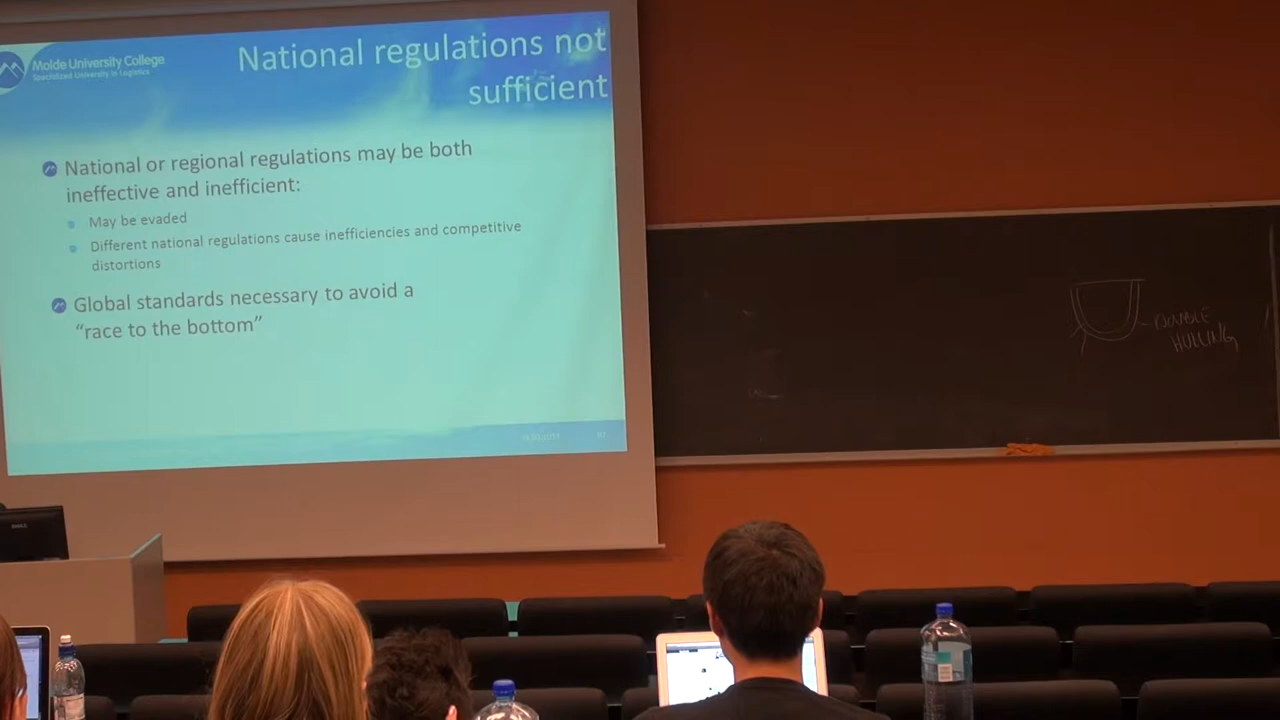 Molde University College
Specialized University in Logistics
National regulations not
sufficient
National or regional regulations may be both
ineffective and inefficient:
May be evaded
Different national regulations cause inefficiencies and competitive
distortions
Global standards necessary to avoid a
“race to the bottom”
DOUBLE
HULLING
DELL